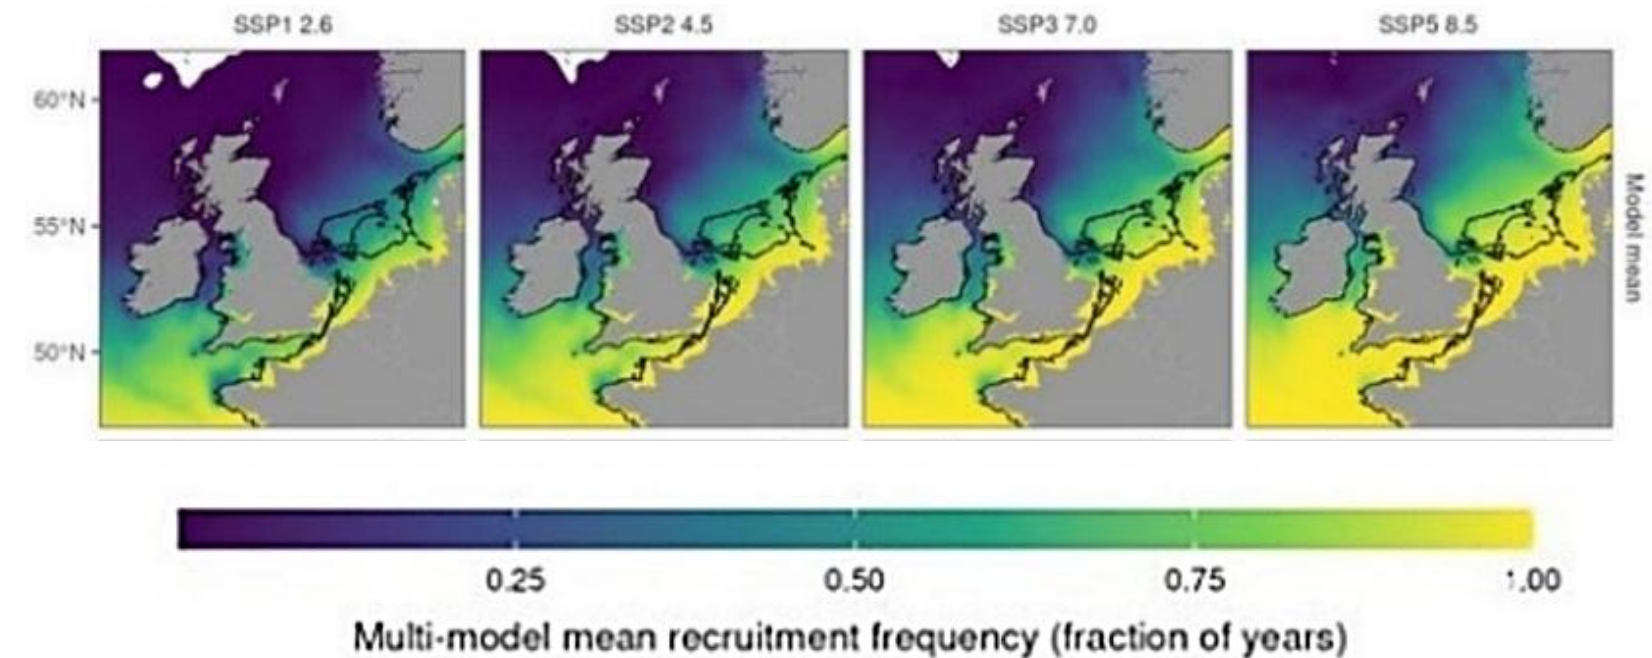 SSP1 2.6 SSP2 4.5 SSP3 7.0 SSP5 8.5
60°N
55°N
50°N
Model mean
0.25 0.50 0.75 1.00
Multi-model mean recruitment frequency (fraction of years)